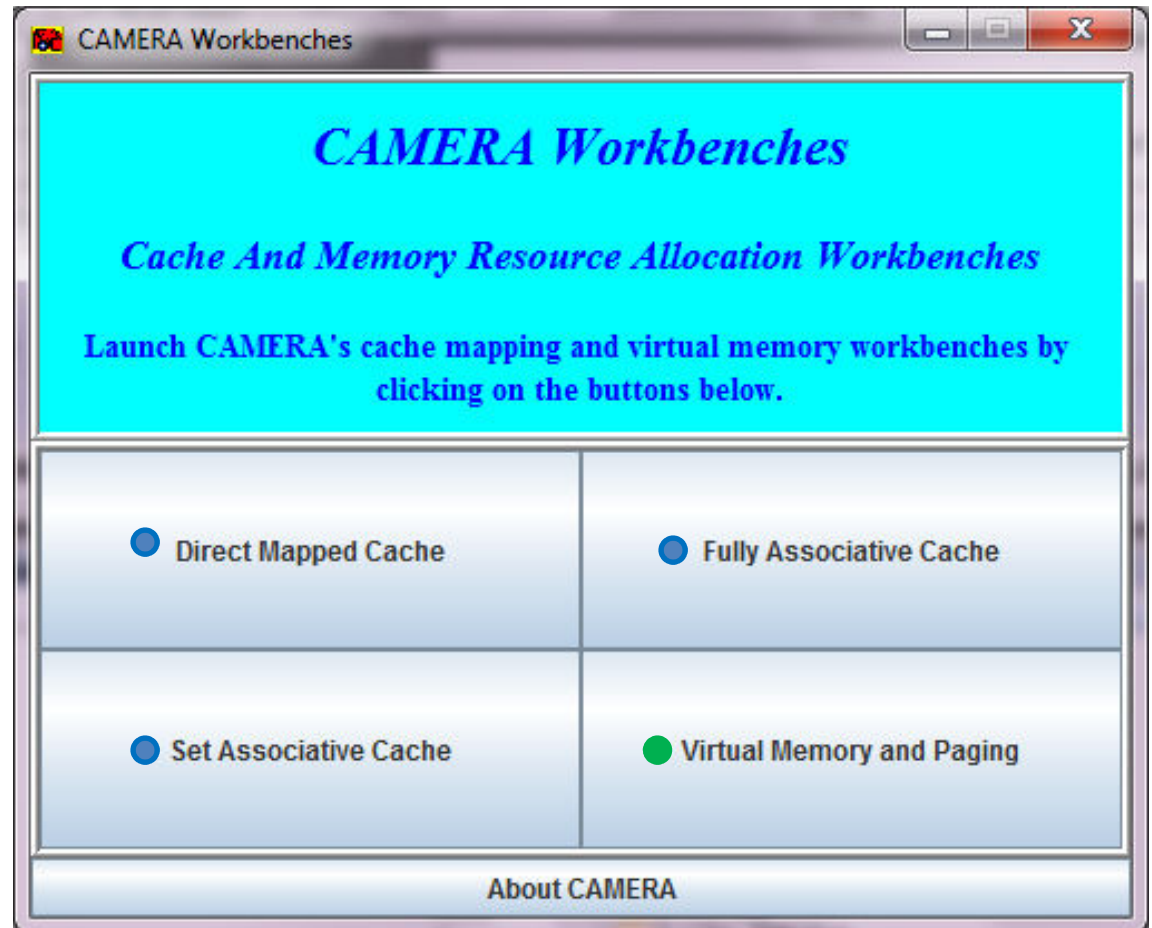 CAMERA Workbenches
CAMERA Workbenches
Cache And Memory Resource Allocation Workbenches
Launch CAMERA's cache mapping and virtual memory workbenches by
clicking on the buttons below.
Direct Mapped Cache
Fully Associative Cache
Set Associative Cache
Virtual Memory and Paging
About CAMERA